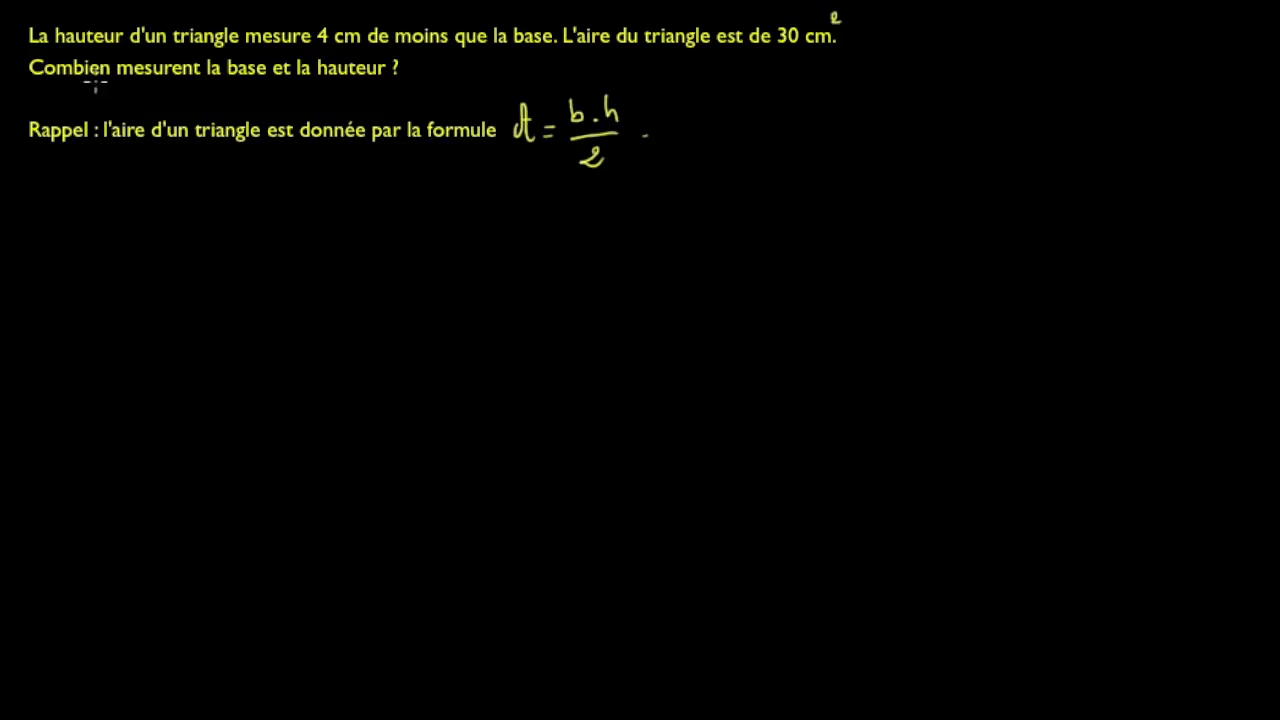 La hauteur d'un triangle mesure 4 cm de moins que la base. L'aire du triangle est de 30 cm².
Combien mesurent la base et la hauteur ?
Rappel : l'aire d'un triangle est donnée par la formule A = b.h / 2